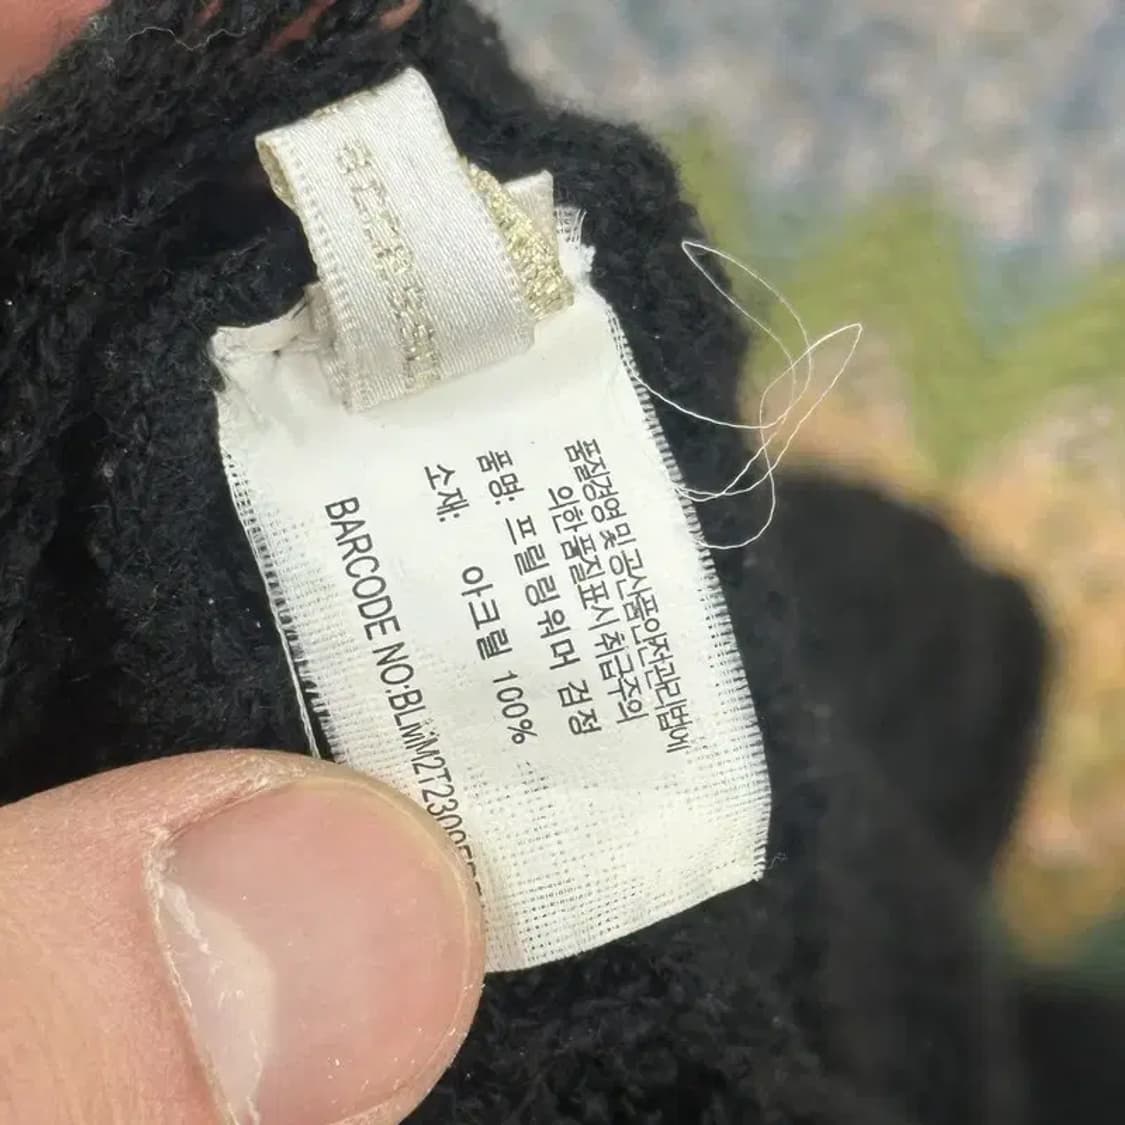 품질경영 및 공산품안전관리법에
의한 품질표시 취급주의
품명: 프릴링워머 검정
소재: 아크릴 100%
BARCODE NO: